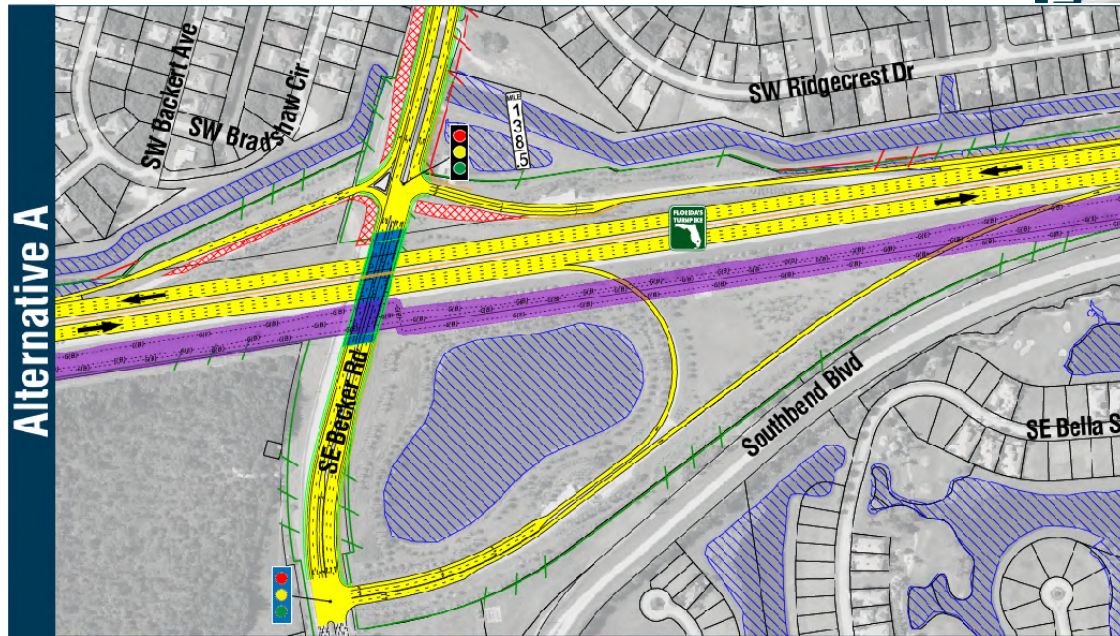 Alternative A
SW Backert Ave
SW Bradshaw Cir
SW Ridgecrest Dr
MILE
138.5
FLORIDA'S
TURNPIKE
SE Becker Rd
Southbend Blvd
SE Bella S